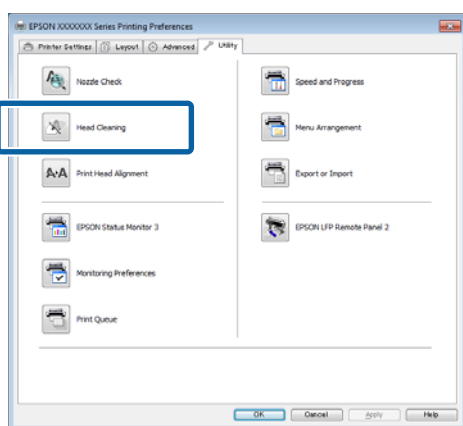 EPSON XXXXXXX Series Printing Preferences
Printer Settings Layout Advanced Utility
Nozzle Check
Speed and Progress
Head Cleaning
Menu Arrangement
Print Head Alignment
Export or Import
EPSON Status Monitor 3
EPSON LFP Remote Panel 2
Monitoring Preferences
Print Queue
OK Cancel Apply Help